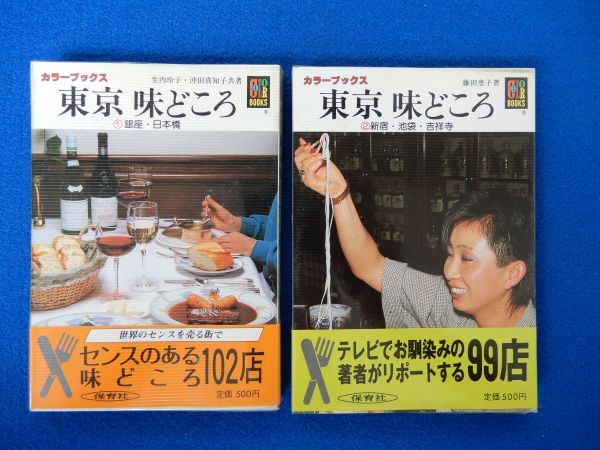 カラーブックス
生内玲子・沖田真知子共著
COLOR BOOKS
東京 味どころ
①銀座・日本橋
世界のセンスを売る街で
センスのある
味どころ
102店
保育社
定価 500円
カラーブックス
藤田恵子著
COLOR BOOKS
東京 味どころ
②新宿・池袋・吉祥寺
テレビでお馴染みの
著者がリポートする
99店
保育社
定価 500円